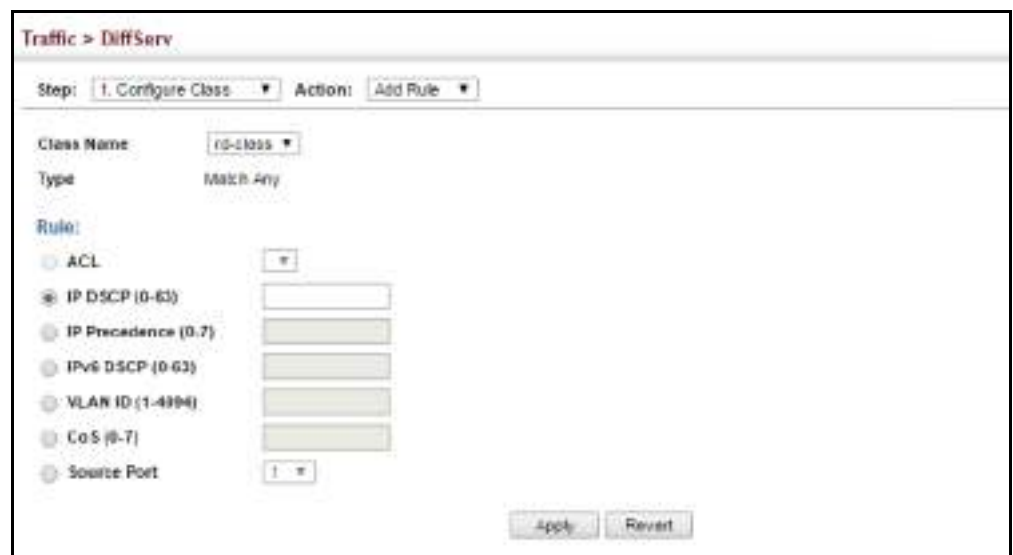 Traffic > DiffServ
Step: 1. Configure Class Action: Add Rule
Class Name rd-class
Type Match Any
Rule:
ACL
IP DSCP (0-63)
IP Precedence (0-7)
IPv6 DSCP (0-63)
VLAN ID (1-4094)
CoS (0-7)
Source Port 1
Apply Revert